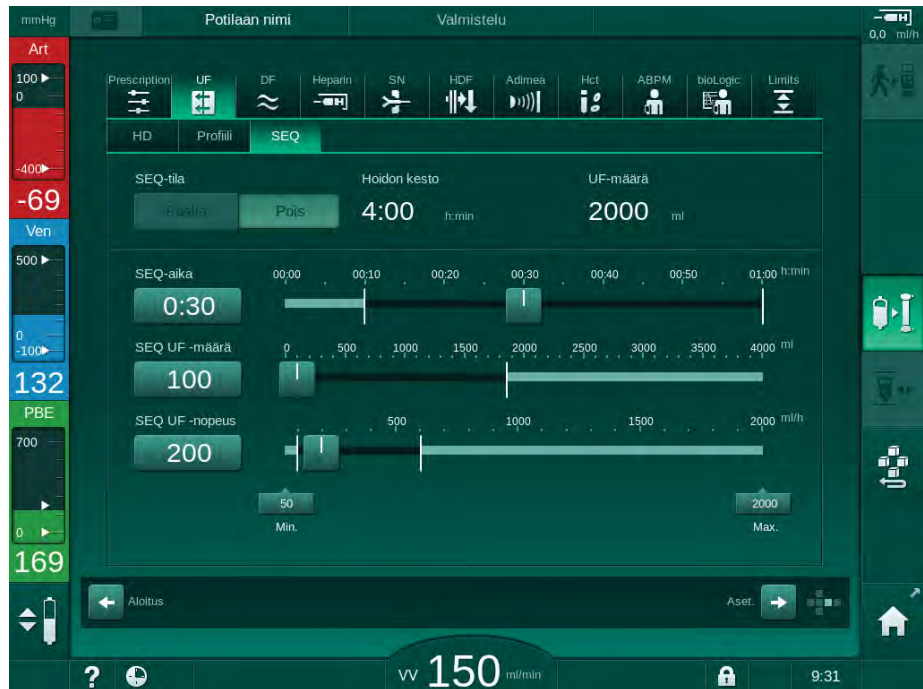 mmHg
Potilaan nimi
Valmistelu
0,0 ml/h
Art
100
0
-400
-69
Ven
500
0
-100
132
PBE
700
0
169
Prescription UF DF Heparin SN HDF Adimea Hct ABPM bioLogic Limits
HD Profiili SEQ
SEQ-tila Hoidon kesto UF-määrä
Pois 4:00 h:min 2000 ml
SEQ-aika 00:00 00:10 00:20 00:30 00:40 00:50 01:00 h:min
0:30
SEQ UF -määrä 0 500 1000 1500 2000 2500 3000 3500 4000 ml
100
SEQ UF -nopeus 500 1000 1500 2000 ml/h
200
50 2000
Min. Max.
Aloitus Aset.
? VV 150 ml/min 9:31